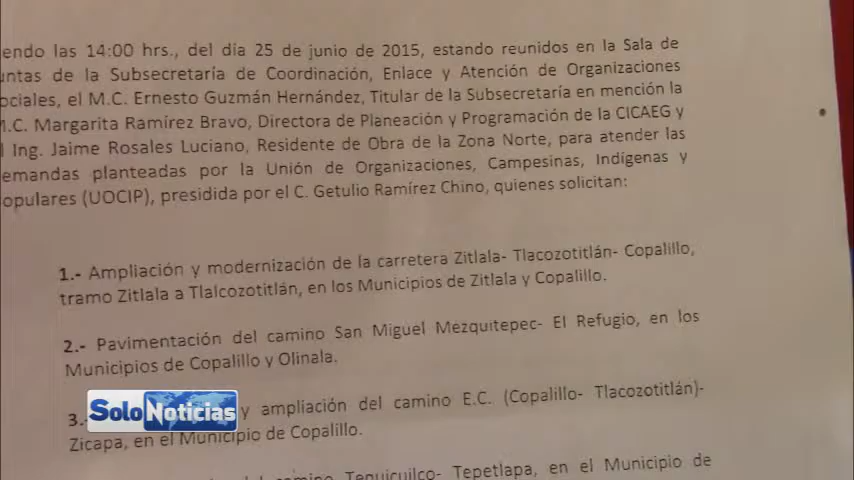 endo las 14:00 hrs., del día 25 de junio de 2015, estando reunidos en la Sala de
untas de la Subsecretaría de Coordinación, Enlace y Atención de Organizaciones
ociales, el M.C. Ernesto Guzmán Hernández, Titular de la Subsecretaría en mención la
M.C. Margarita Ramírez Bravo, Directora de Planeación y Programación de la CICAEG y
l Ing. Jaime Rosales Luciano, Residente de Obra de la Zona Norte, para atender las
emandas planteadas por la Unión de Organizaciones, Campesinas, Indígenas y
opulares (UOCIP), presidida por el C. Getulio Ramírez Chino, quienes solicitan:
1.- Ampliación y modernización de la carretera Zitlala- Tlacozotitlán- Copalillo,
tramo Zitlala a Tlalcozotitlán, en los Municipios de Zitlala y Copalillo.
2.- Pavimentación del camino San Miguel Mezquitepec- El Refugio, en los
Municipios de Copalillo y Olinala.
3.- y ampliación del camino E.C. (Copalillo- Tlacozotitlán)-
Zicapa, en el Municipio de Copalillo.
camino Tequicuilco- Tepetlapa, en el Municipio de
Solo Noticias